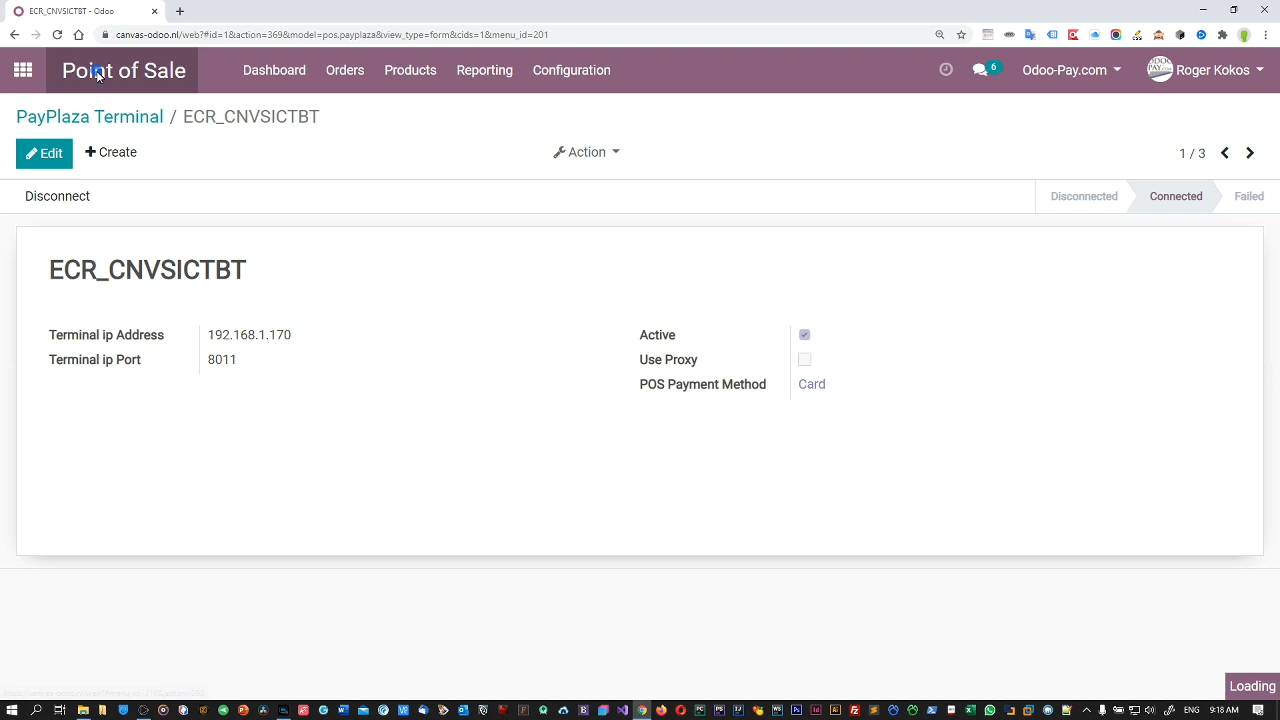 ECR_CNVSICTBT - Odoo
canvas-odoo.nl/web?#id=1&action=369&model=pos.payplaza&view_type=form&cids=1&menu_id=201
Point of Sale
Dashboard
Orders
Products
Reporting
Configuration
6
Odoo-Pay.com
Roger Kokos
PayPlaza Terminal / ECR_CNVSICTBT
Edit
Create
Action
1 / 3
Disconnect
Disconnected
Connected
Failed
ECR_CNVSICTBT
Terminal ip Address 192.168.1.170
Terminal ip Port 8011
Active
Use Proxy
POS Payment Method Card
Loading
ENG 9:18 AM